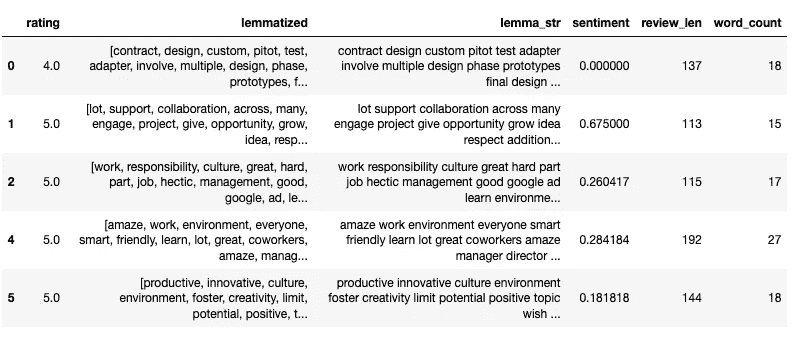 rating lemmatized lemma_str sentiment review_len word_count
0 4.0 [contract, design, custom, pitot, test, adapter, involve, multiple, design, phase, prototypes, f... contract design custom pitot test adapter involve multiple design phase prototypes final design ... 0.000000 137 18
1 5.0 [lot, support, collaboration, across, many, engage, project, give, opportunity, grow, idea, resp... lot support collaboration across many engage project give opportunity grow idea respect addition... 0.675000 113 15
2 5.0 [work, responsibility, culture, great, hard, part, job, hectic, management, good, google, ad, le... work responsibility culture great hard part job hectic management good google ad learn environme... 0.260417 115 17
4 5.0 [amaze, work, environment, everyone, smart, friendly, learn, lot, great, coworkers, amaze, manag... amaze work environment everyone smart friendly learn lot great coworkers amaze manager director ... 0.284184 192 27
5 5.0 [productive, innovative, culture, environment, foster, creativity, limit, potential, positive, t... productive innovative culture environment foster creativity limit potential positive topic wish ... 0.181818 144 18